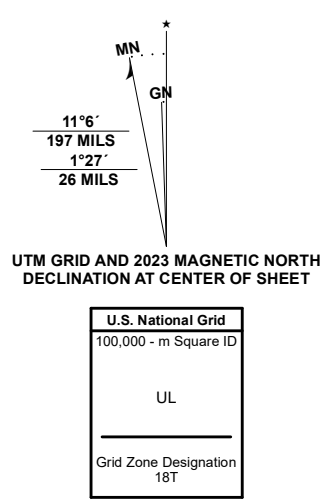 ★
MN
GN
11°6´
197 MILS
1°27´
26 MILS
UTM GRID AND 2023 MAGNETIC NORTH
DECLINATION AT CENTER OF SHEET
U.S. National Grid
100,000 - m Square ID
UL
Grid Zone Designation
18T